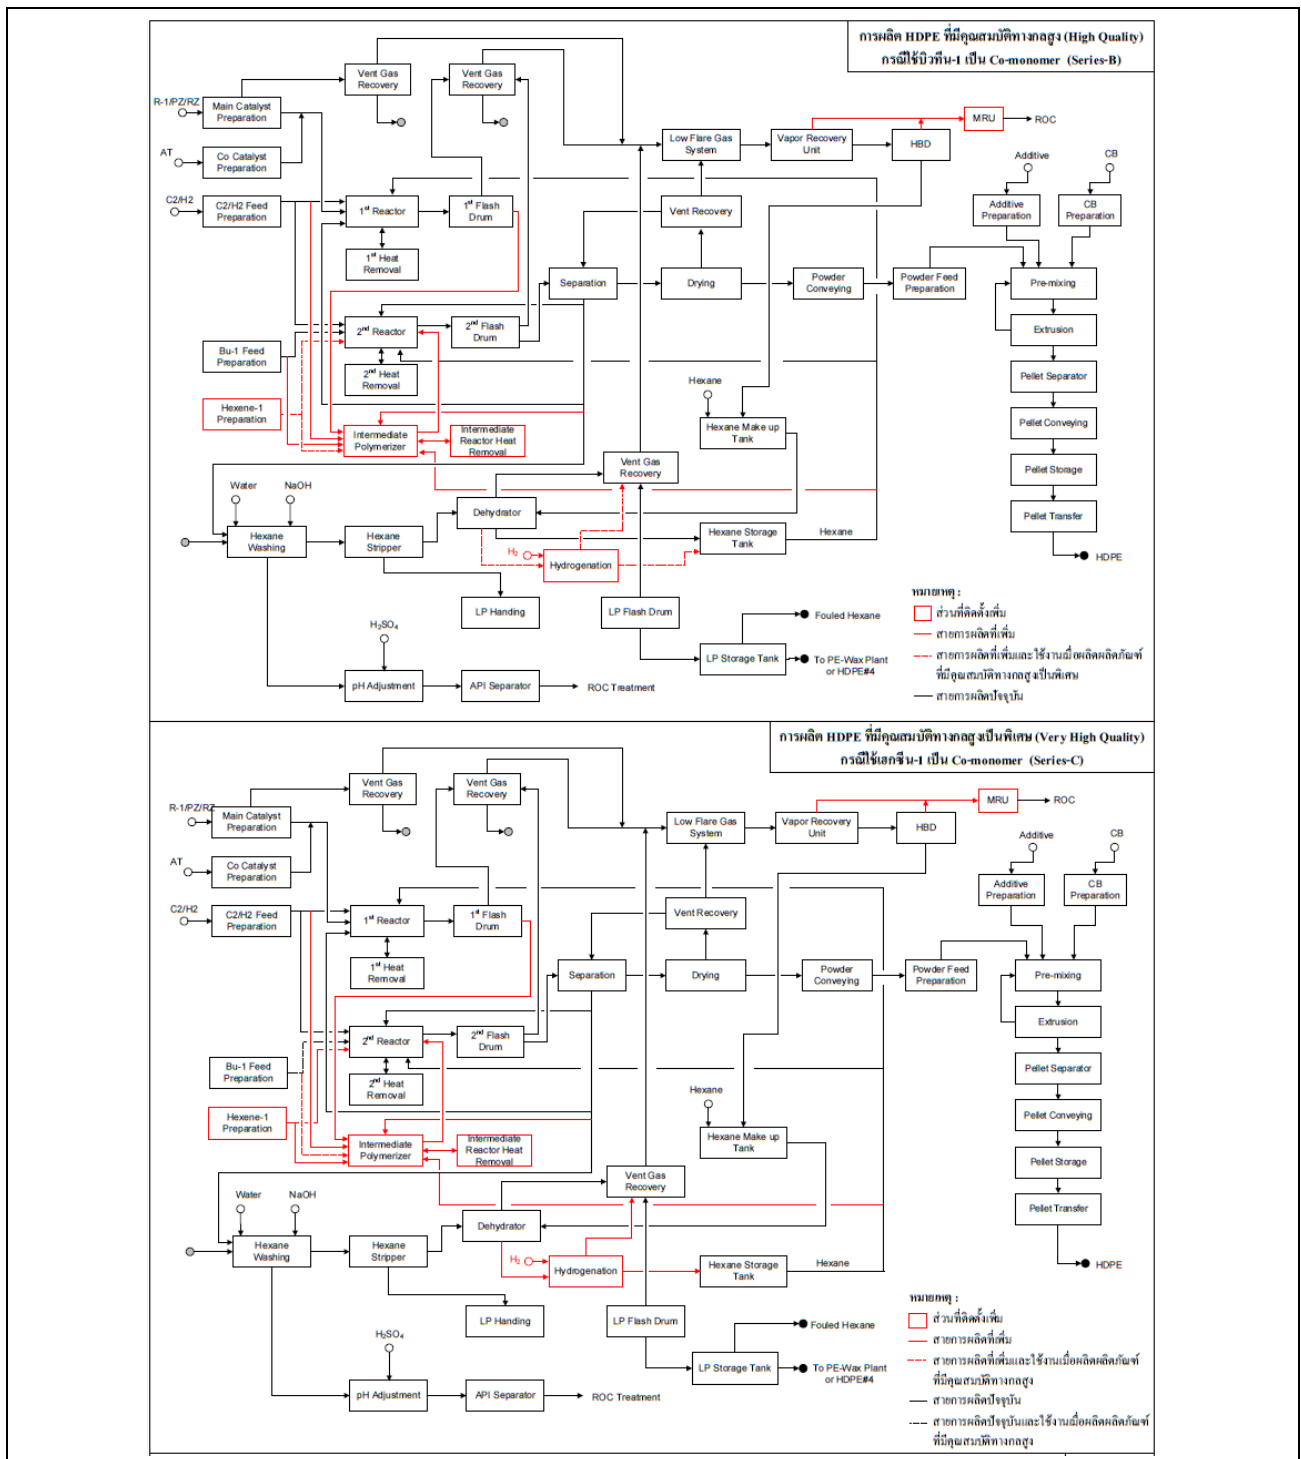 การผลิต HDPE ที่มีคุณสมบัติทางกลสูง (High Quality)
กรณีใช้บิวทีน-1 เป็น Co-monomer (Series-B)
Vent Gas
Recovery
Vent Gas
Recovery
R-1/PZ/RZ
Main Catalyst
Preparation
AT
Co Catalyst
Preparation
C2/H2
C2/H2 Feed
Preparation
1st Reactor
1st Flash
Drum
1st Heat
Removal
Low Flare Gas
System
Vapor Recovery
Unit
HBD
MRU
ROC
Additive
CB
Additive
Preparation
CB
Preparation
Vent Recovery
Separation
Drying
Powder
Conveying
Powder Feed
Preparation
Pre-mixing
Extrusion
Pellet Separator
Pellet Conveying
Pellet Storage
Pellet Transfer
HDPE
2nd Reactor
2nd Flash
Drum
2nd Heat
Removal
Bu-1 Feed
Preparation
Hexene-1
Preparation
Intermediate
Polymerizer
Intermediate
Reactor Heat
Removal
Hexane
Hexane Make up
Tank
Vent Gas
Recovery
Water
NaOH
Hexane
Washing
Hexane
Stripper
Dehydrator
H2
Hydrogenation
Hexane Storage
Tank
Hexane
LP Handing
LP Flash Drum
LP Storage Tank
Fouled Hexane
To PE-Wax Plant
or HDPE#4
H2SO4
pH Adjustment
API Separator
ROC Treatment
หมายเหตุ :
ส่วนที่ติดตั้งเพิ่ม
สายการผลิตที่เพิ่ม
สายการผลิตที่เพิ่มและใช้งานเมื่อผลิตผลิตภัณฑ์
ที่มีคุณสมบัติทางกลสูงเป็นพิเศษ
สายการผลิตปัจจุบัน
การผลิต HDPE ที่มีคุณสมบัติทางกลสูงเป็นพิเศษ (Very High Quality)
กรณีใช้เฮกซีน-1 เป็น Co-monomer (Series-C)
Vent Gas
Recovery
Vent Gas
Recovery
R-1/PZ/RZ
Main Catalyst
Preparation
AT
Co Catalyst
Preparation
C2/H2
C2/H2 Feed
Preparation
1st Reactor
1st Flash
Drum
1st Heat
Removal
Low Flare Gas
System
Vapor Recovery
Unit
HBD
MRU
ROC
Additive
CB
Additive
Preparation
CB
Preparation
Vent Recovery
Separation
Drying
Powder
Conveying
Powder Feed
Preparation
Pre-mixing
Extrusion
Pellet Separator
Pellet Conveying
Pellet Storage
Pellet Transfer
HDPE
2nd Reactor
2nd Flash
Drum
2nd Heat
Removal
Bu-1 Feed
Preparation
Hexene-1
Preparation
Intermediate
Polymerizer
Intermediate
Reactor Heat
Removal
Hexane
Hexane Make up
Tank
Vent Gas
Recovery
Water
NaOH
Hexane
Washing
Hexane
Stripper
Dehydrator
H2
Hydrogenation
Hexane Storage
Tank
Hexane
LP Handing
LP Flash Drum
LP Storage Tank
Fouled Hexane
To PE-Wax Plant
or HDPE#4
H2SO4
pH Adjustment
API Separator
ROC Treatment
หมายเหตุ :
ส่วนที่ติดตั้งเพิ่ม
สายการผลิตที่เพิ่ม
สายการผลิตที่เพิ่มและใช้งานเมื่อผลิตผลิตภัณฑ์
ที่มีคุณสมบัติทางกลสูง
สายการผลิตปัจจุบัน
สายการผลิตปัจจุบันและใช้งานเมื่อผลิตผลิตภัณฑ์
ที่มีคุณสมบัติทางกลสูง